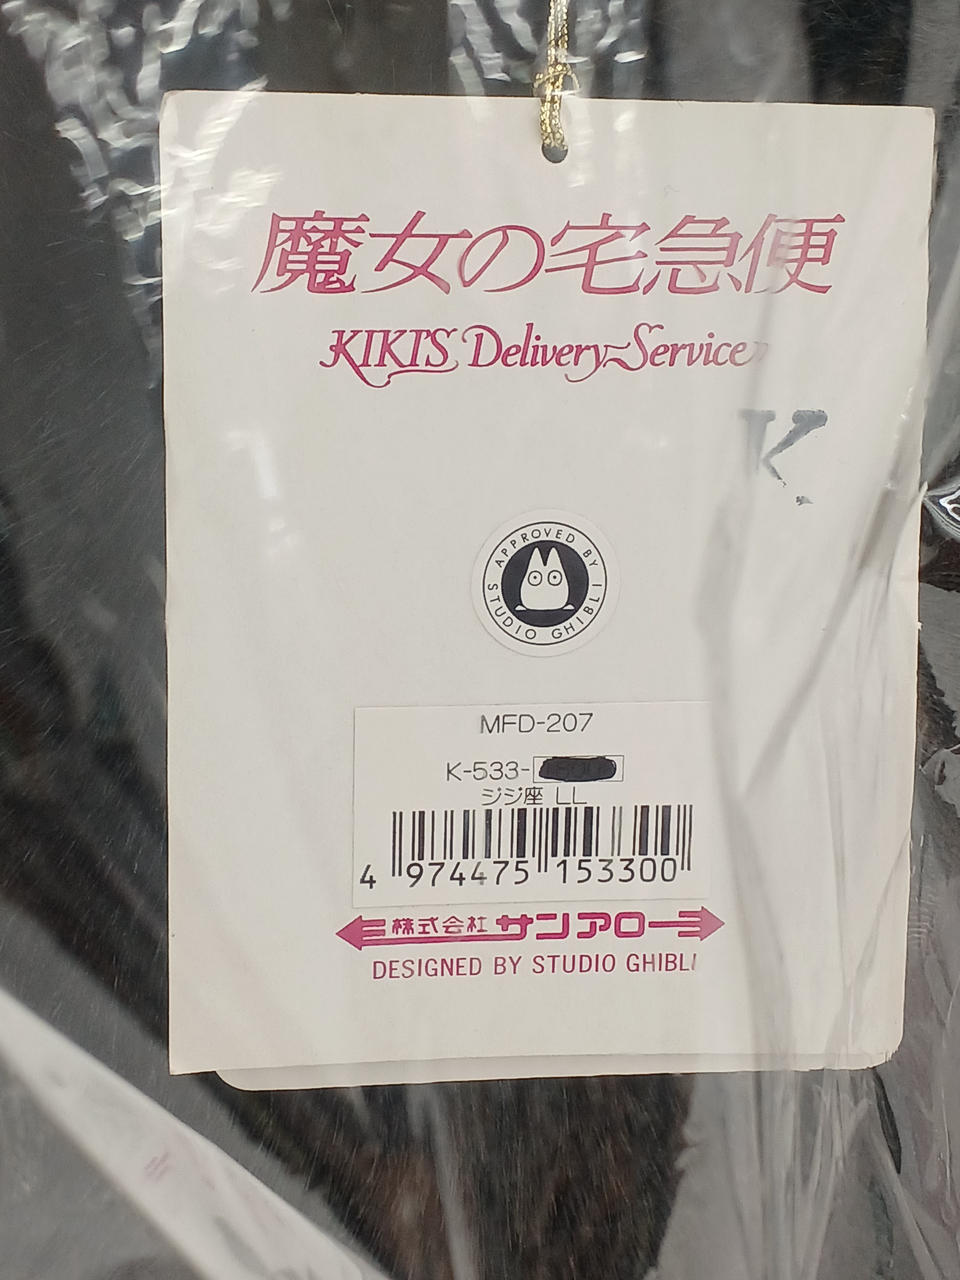 魔女の宅急便
KIKI'S Delivery Service
K.
APPROVED BY STUDIO GHIBLI
MFD-207
K-533-
ジジ座 LL
4 974475 153300
株式会社 サンアロー
DESIGNED BY STUDIO GHIBLI